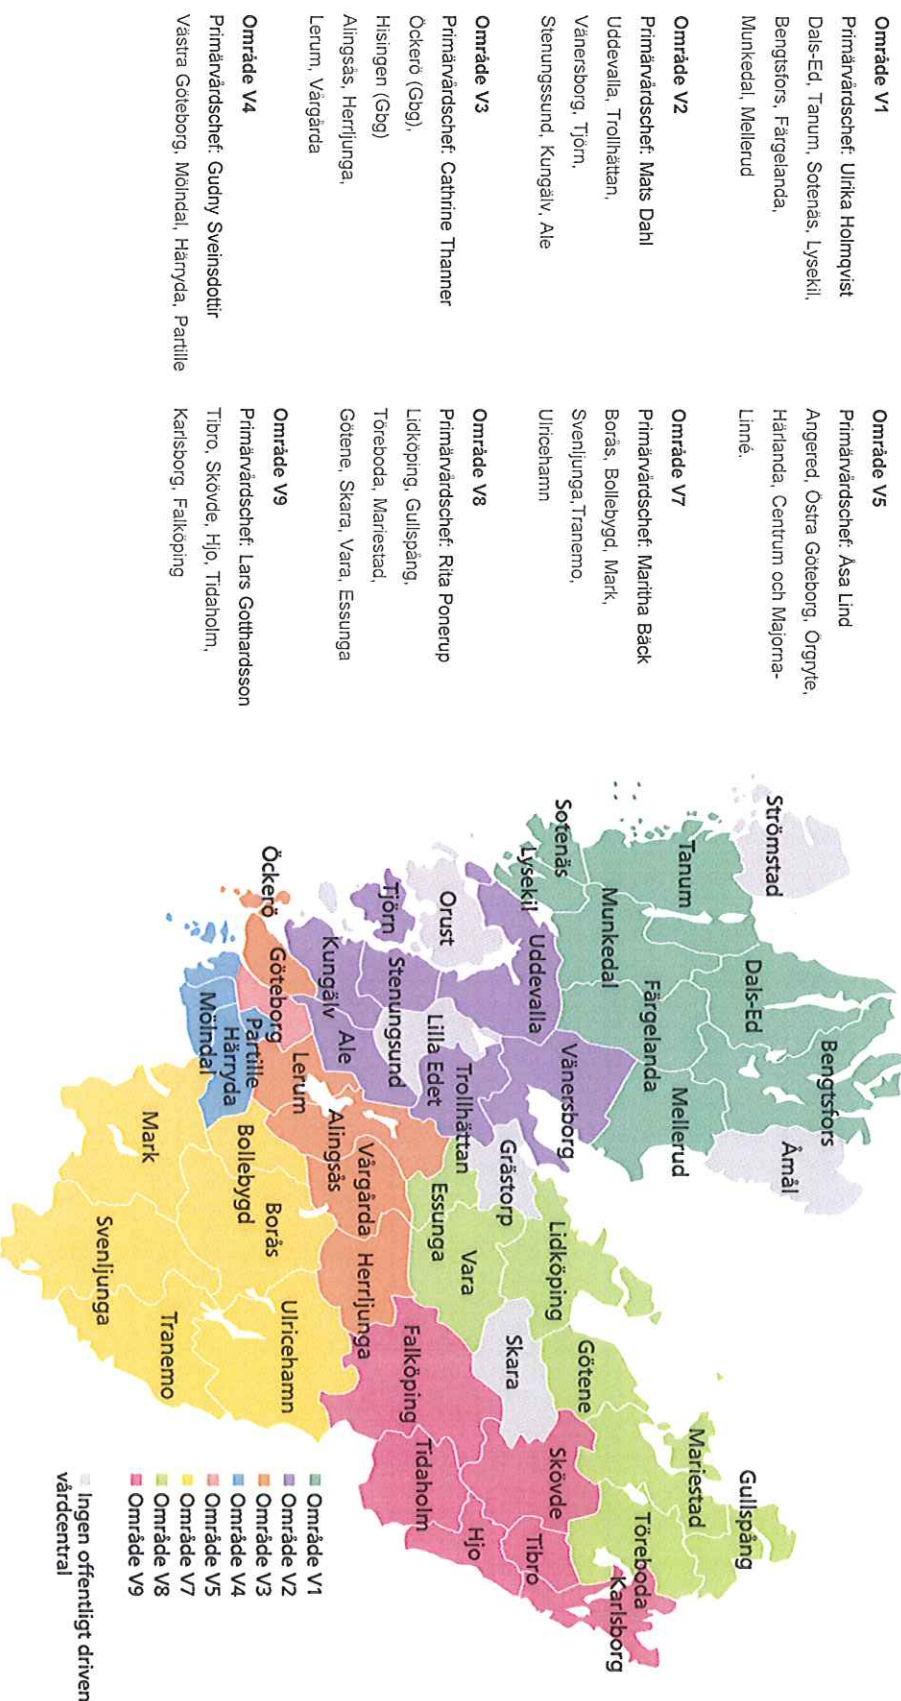 Område V1
Primärvårdschef: Ulrika Holmqvist
Dals-Ed, Tanum, Sotenäs, Lysekil,
Bengtsfors, Färgelanda,
Munkedal, Mellerud
Område V2
Primärvårdschef: Mats Dahl
Uddevalla, Trollhättan,
Vänersborg, Tjörn,
Stenungssund, Kungälv, Ale
Område V3
Primärvårdschef: Cathrine Thanner
Öckerö (Gbg),
Hisingen (Gbg)
Alingsås, Herrljunga,
Lerum, Vårgårda
Område V4
Primärvårdschef: Gudny Sveinsdottir
Västra Göteborg, Mölndal, Härryda, Partille
Område V5
Primärvårdschef: Åsa Lind
Angered, Östra Göteborg, Örgryte,
Härlanda, Centrum och Majorna-
Linné.
Område V7
Primärvårdschef: Maritha Bäck
Borås, Bollebygd, Mark,
Svenljunga,Tranemo,
Ulricehamn
Område V8
Primärvårdschef: Rita Ponerup
Lidköping, Gullspång,
Töreboda, Mariestad,
Götene, Skara, Vara, Essunga
Område V9
Primärvårdschef: Lars Gotthardsson
Tibro, Skövde, Hjo, Tidaholm,
Karlsborg, Falköping
Strömstad
Dals-Ed
Bengtsfors
Åmål
Tanum
Munkedal
Färgelanda
Mellerud
Sotenäs
Lysekil
Uddevalla
Vänersborg
Orust
Tjörn
Stenungsund
Lilla Edet
Trollhättan
Grästorp
Lidköping
Götene
Mariestad
Gullspång
Töreboda
Karlsborg
Essunga
Vara
Skara
Skövde
Tibro
Hjo
Kungälv
Ale
Öckerö
Göteborg
Lerum
Alingsås
Vårgårda
Herrljunga
Falköping
Tidaholm
Partille
Härryda
Mölndal
Bollebygd
Borås
Ulricehamn
Mark
Svenljunga
Tranemo
Område V1
Område V2
Område V3
Område V4
Område V5
Område V7
Område V8
Område V9
Ingen offentligt driven
vårdcentral